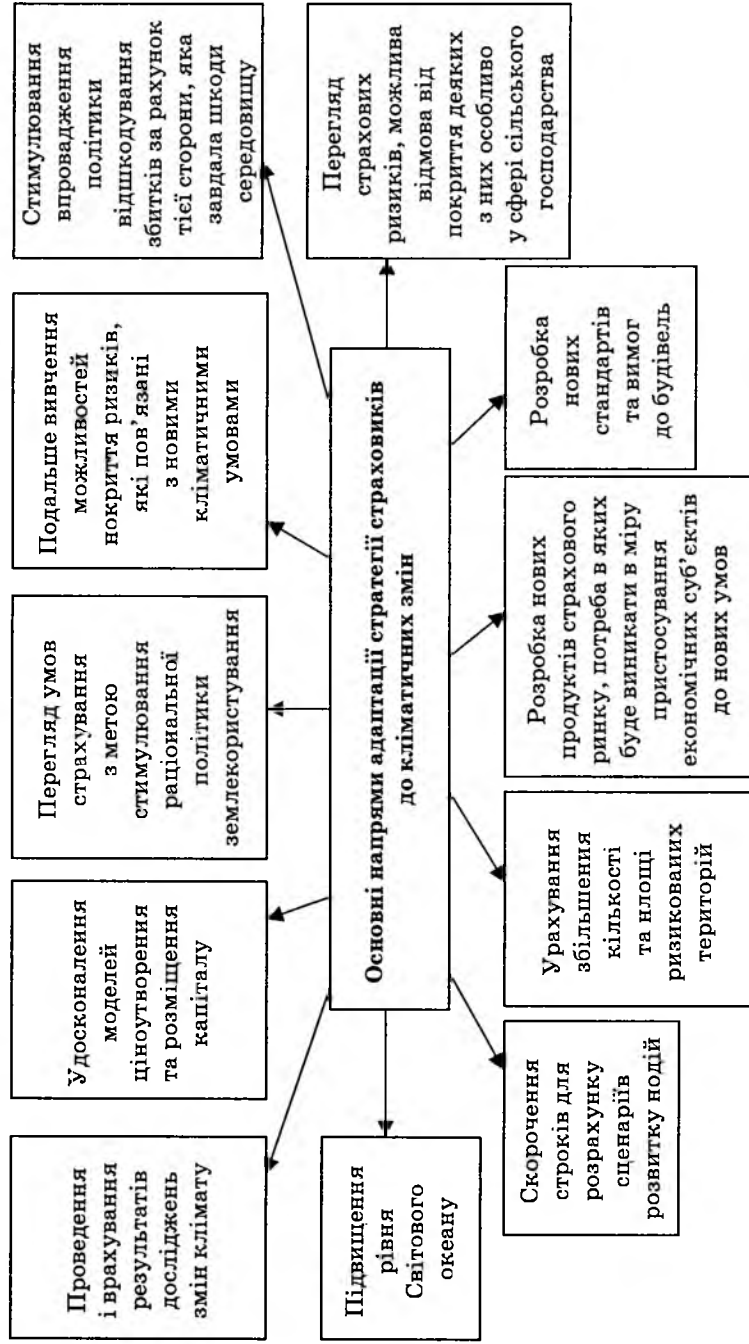 Проведення
і врахування
результатів
досліджень
змін клімату
Удосконалеиня
моделей
ціноутворення
та розміщення
капіталу
Перегляд умов
страхування
з метою
стимулювання
раціональної
політики
землекористування
Подальше вивчення
можливостей
нокриття ризиків,
які пов’язані
з новими
кліматичними
умовами
Стимулювання
впровадження
політики
відшкодування
збитків за рахунок
тієї сторони, яка
завдала шкоди
середовищу
Підвищення
рівня
Світового
океану
Основні напрями адаптації стратегії страховиків
до кліматичних змін
Перегляд
страхових
ризиків, можлива
відмова від
покриття деяких
з них особливо
у сфері сільського
господарства
Скорочення
строків для
розрахунку
сценаріїв
розвитку нодій
Урахування
збільшення
кількості
та нлощі
ризиковаиих
територій
Розробка нових
продуктів страхового
ринку, потреба в яких
буде виникати в міру
пристосування
економічних суб’єктів
до нових умов
Розробка
нових
стандартів
та вимог
до будівель